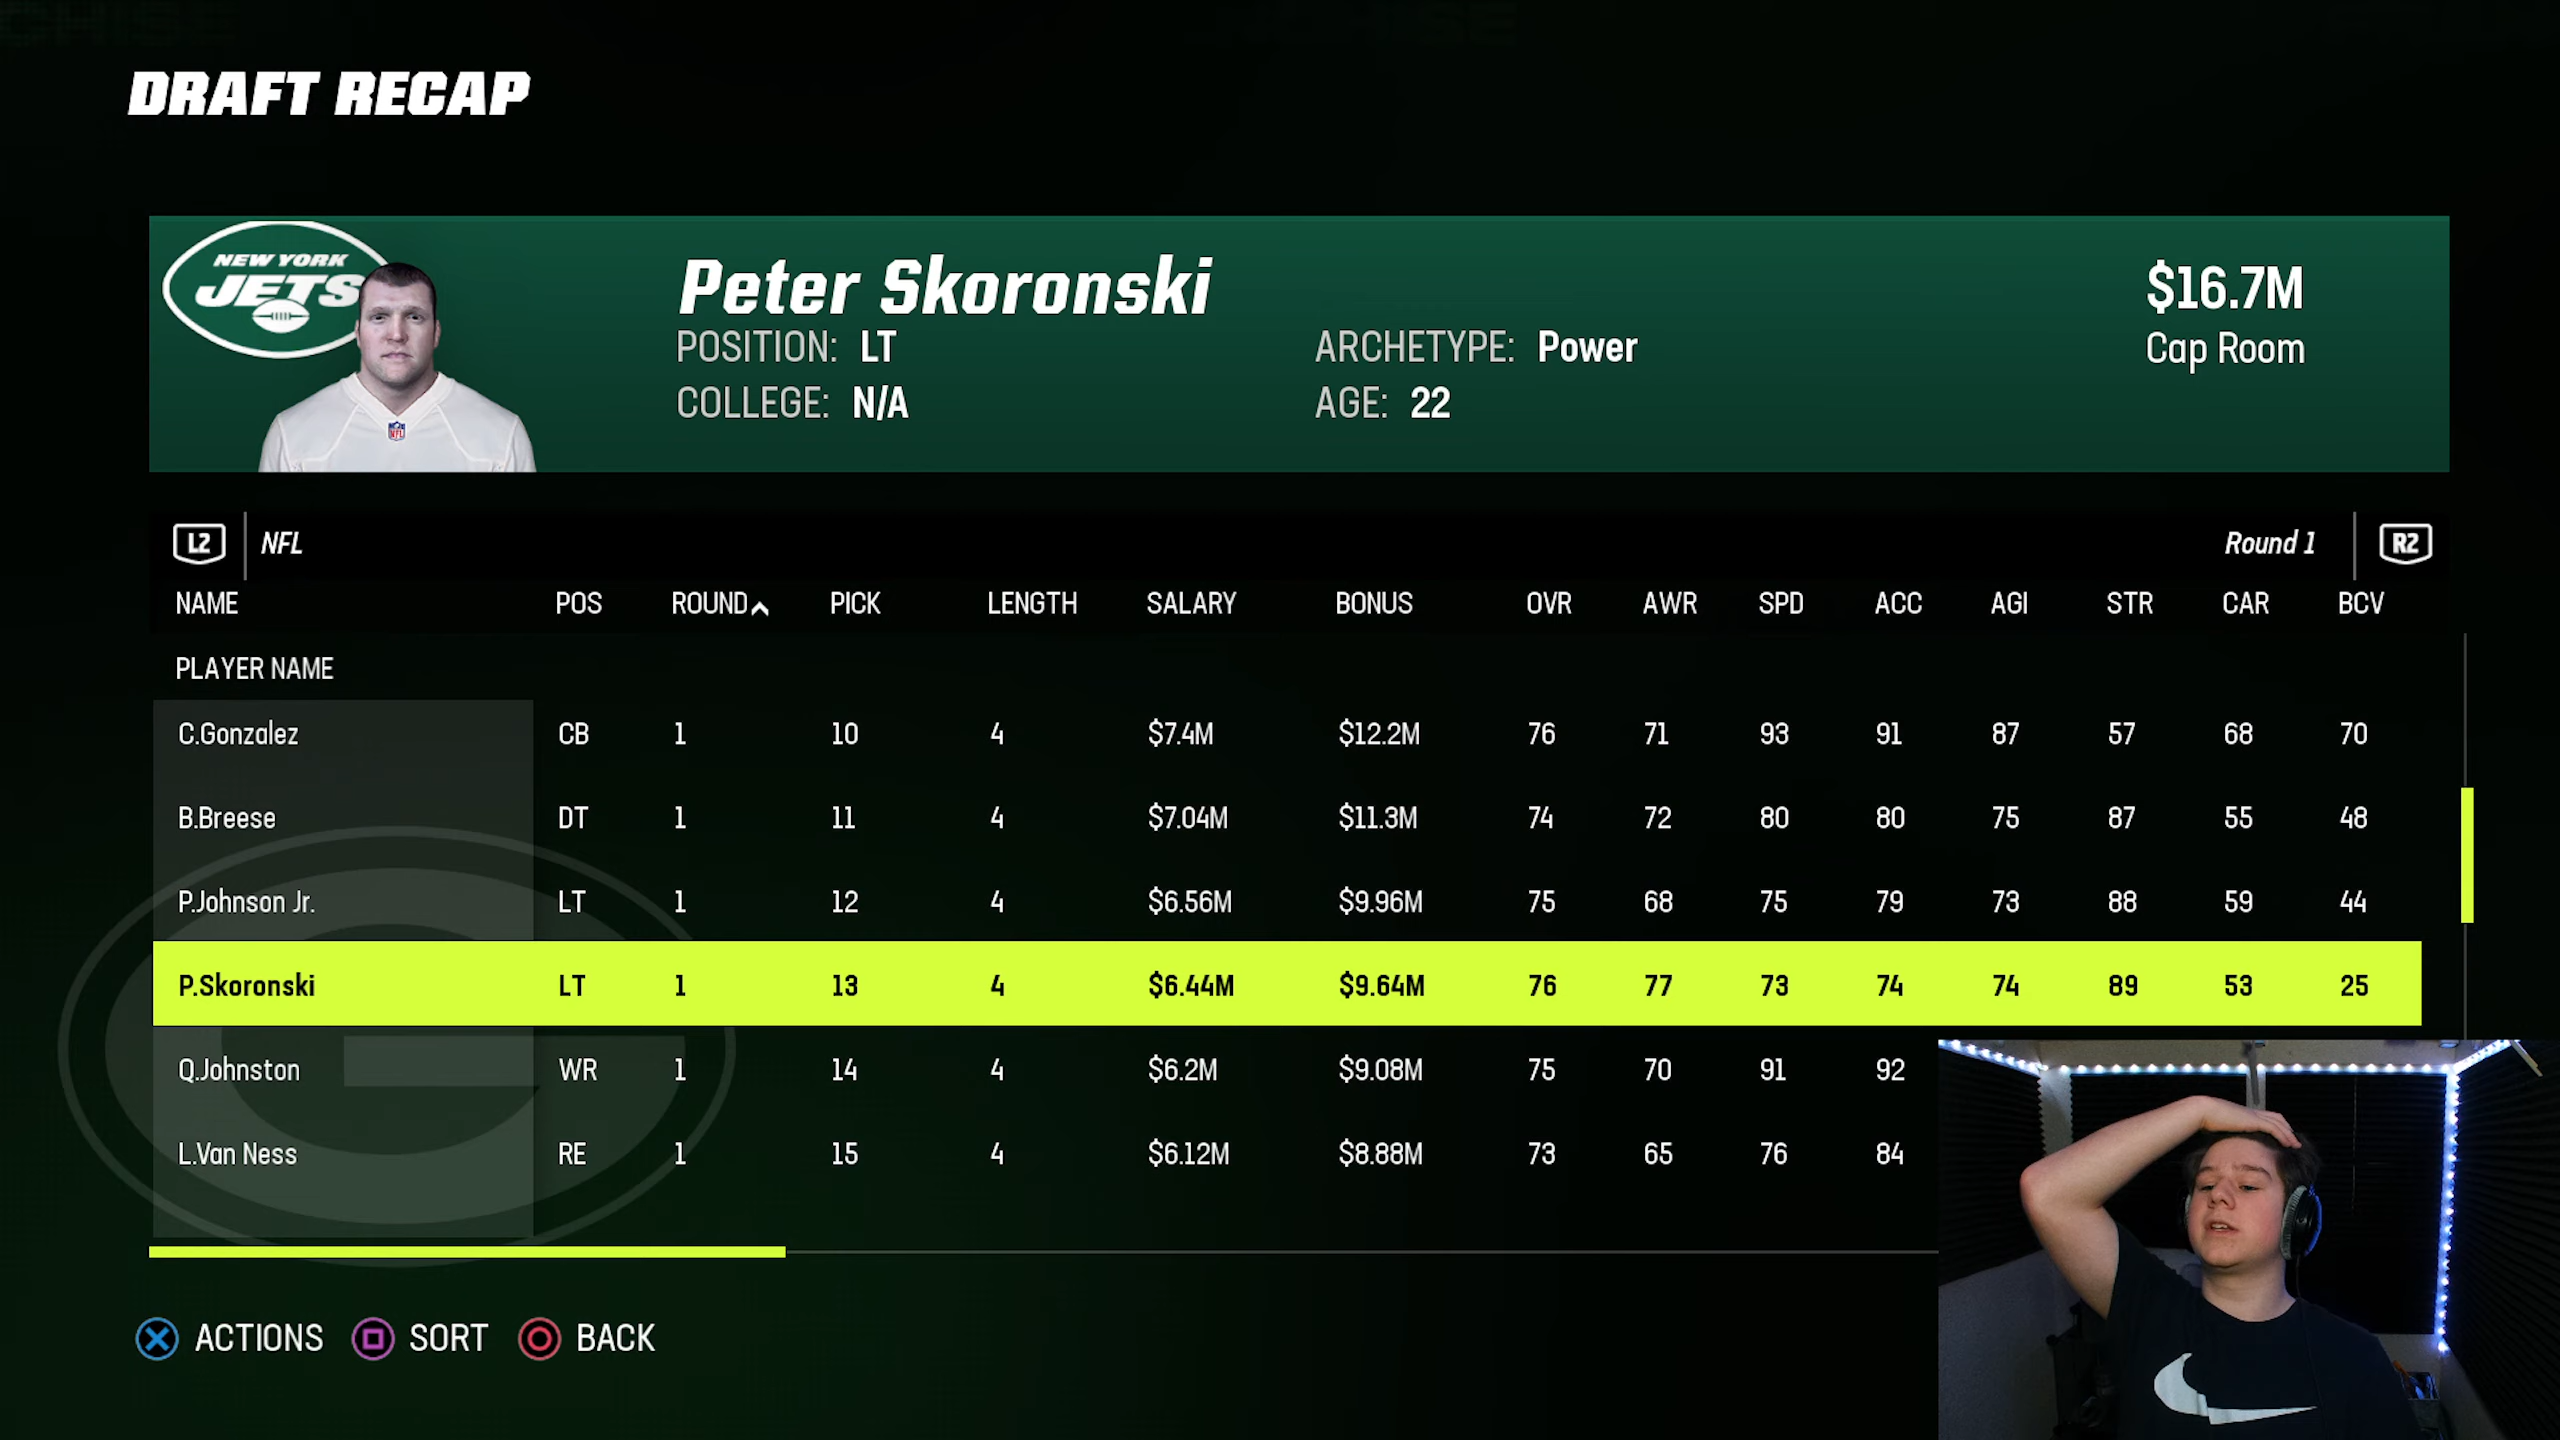 DRAFT RECAP
NEW YORK
JETS
Peter Skoronski
POSITION: LT
COLLEGE: N/A
ARCHETYPE: Power
AGE: 22
$16.7M
Cap Room
NFL
L2 NFL Round 1 R2
NAME POS ROUND PICK LENGTH SALARY BONUS OVR AWR SPD ACC AGI STR CAR BCV
PLAYER NAME
C.Gonzalez CB 1 10 4 $7.4M $12.2M 76 71 93 91 87 57 68 70
B.Breese DT 1 11 4 $7.04M $11.3M 74 72 80 80 75 87 55 48
P.Johnson Jr. LT 1 12 4 $6.56M $9.96M 75 68 75 79 73 88 59 44
P.Skoronski LT 1 13 4 $6.44M $9.64M 76 77 73 74 74 89 53 25
Q.Johnston WR 1 14 4 $6.2M $9.08M 75 70 91 92
L.Van Ness RE 1 15 4 $6.12M $8.88M 73 65 76 84
ACTIONS SORT BACK